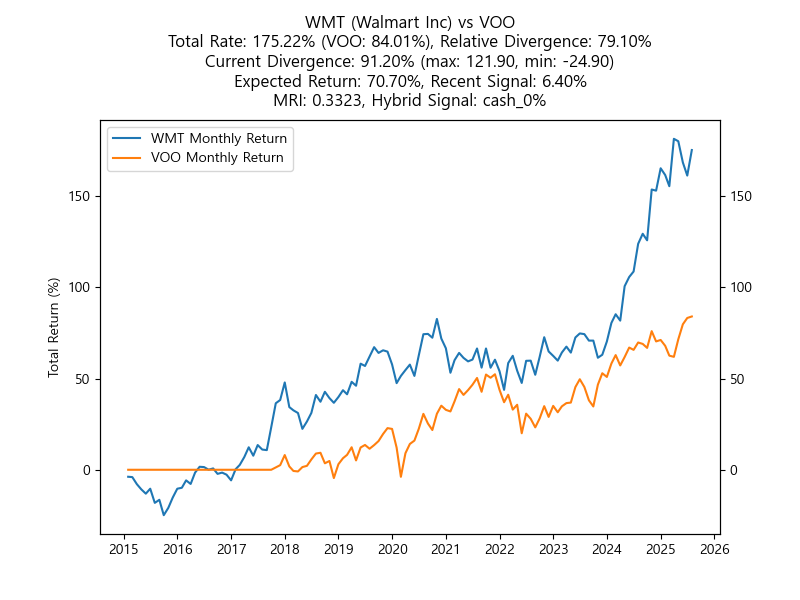 WMT (Walmart Inc) vs VOO
Total Rate: 175.22% (VOO: 84.01%), Relative Divergence: 79.10%
Current Divergence: 91.20% (max: 121.90, min: -24.90)
Expected Return: 70.70%, Recent Signal: 6.40%
MRI: 0.3323, Hybrid Signal: cash_0%
WMT Monthly Return
VOO Monthly Return
Total Return (%)
150
100
50
0
150
100
50
0
2015 2016 2017 2018 2019 2020 2021 2022 2023 2024 2025 2026